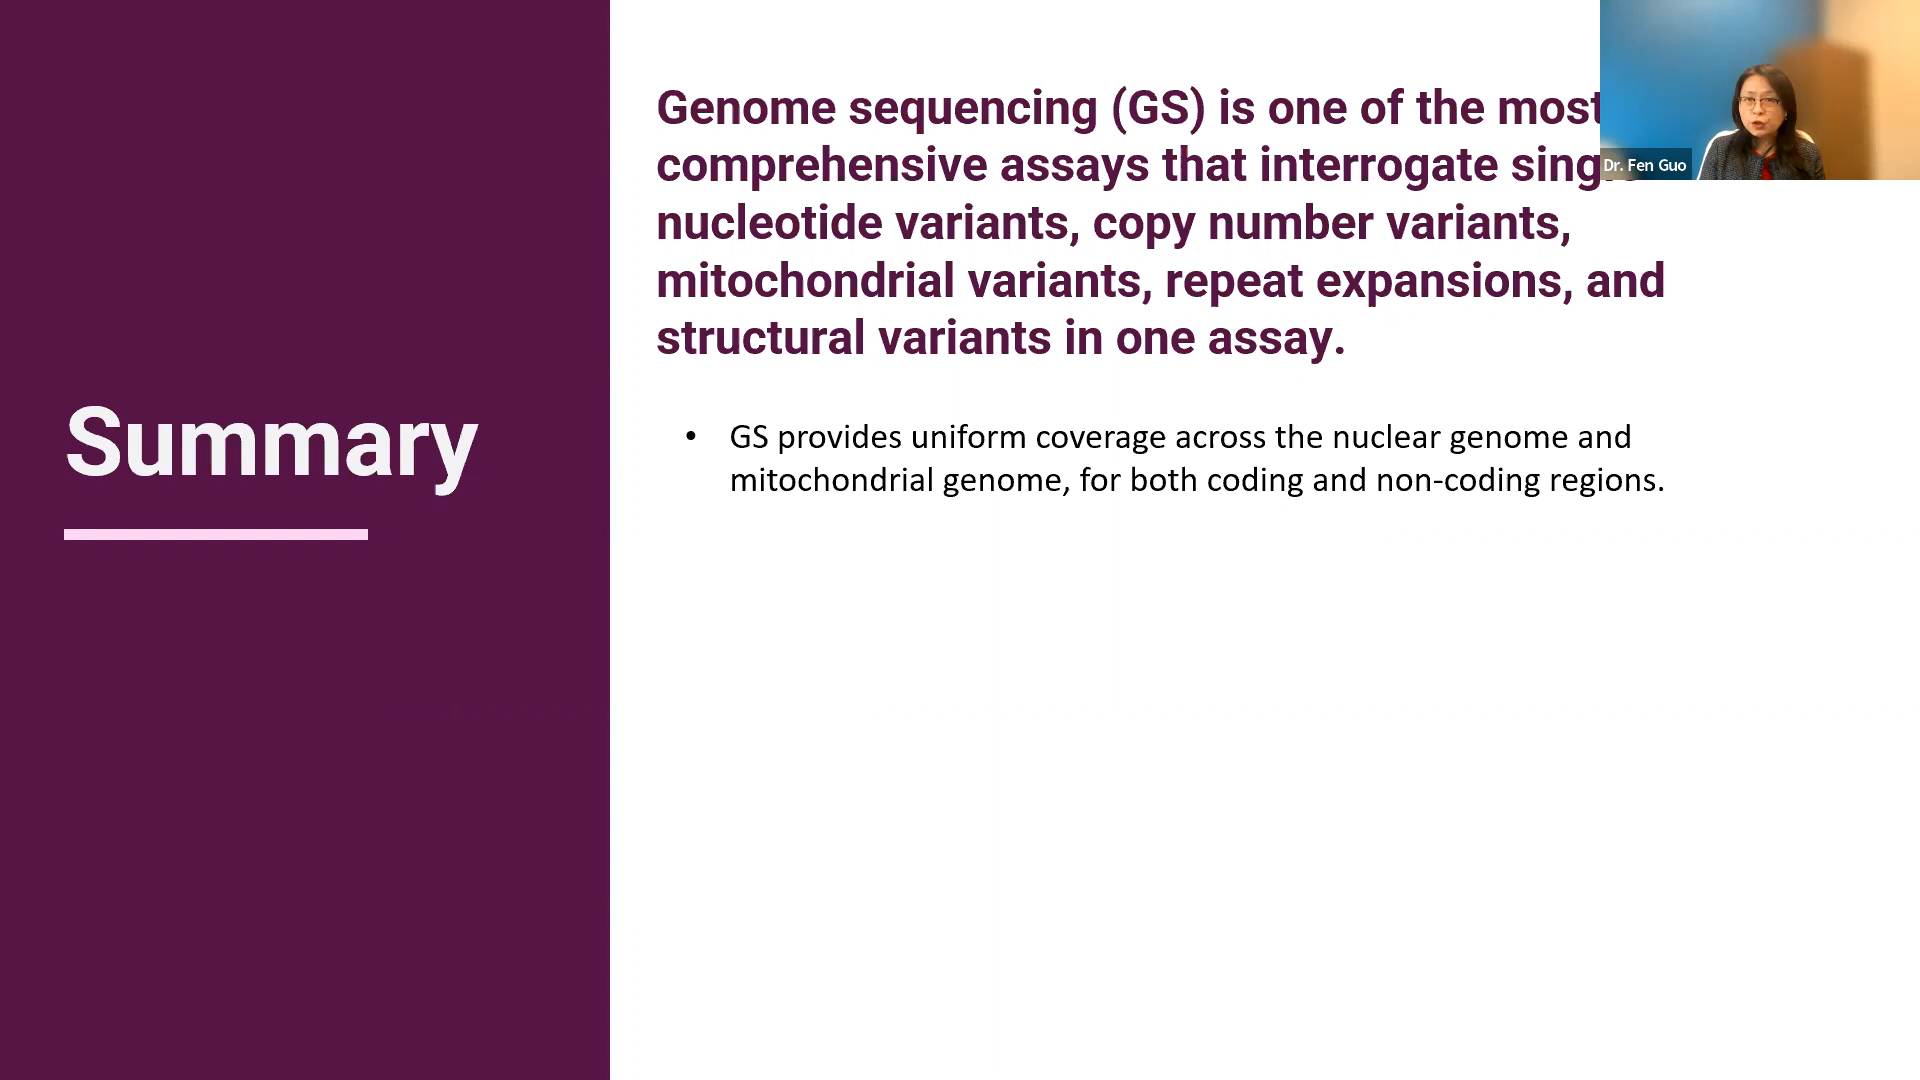 Summary
Genome sequencing (GS) is one of the most
comprehensive assays that interrogate
nucleotide variants, copy number variants,
mitochondrial variants, repeat expansions, and
structural variants in one assay.
• GS provides uniform coverage across the nuclear genome and
mitochondrial genome, for both coding and non-coding regions.
Dr. Fen Guo